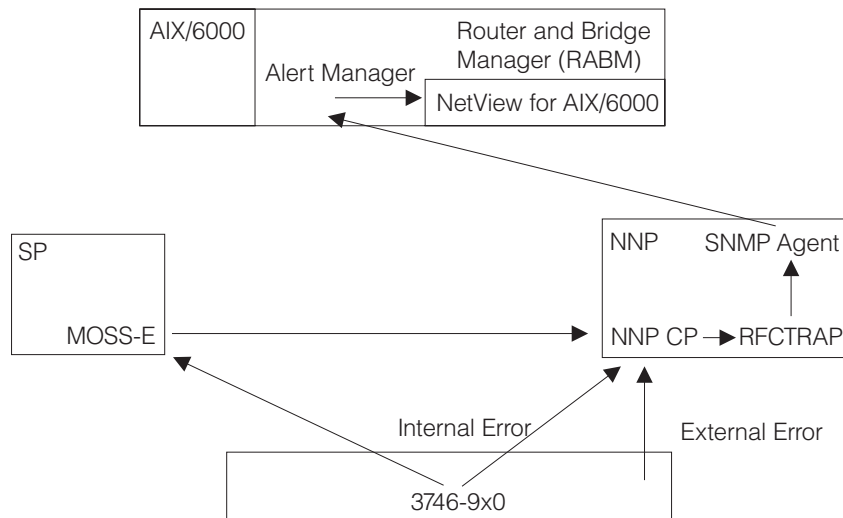 AIX/6000
Router and Bridge
Manager (RABM)
Alert Manager
NetView for AIX/6000
SP
MOSS-E
NNP
SNMP Agent
NNP CP
RFCTRAP
Internal Error
External Error
3746-9x0